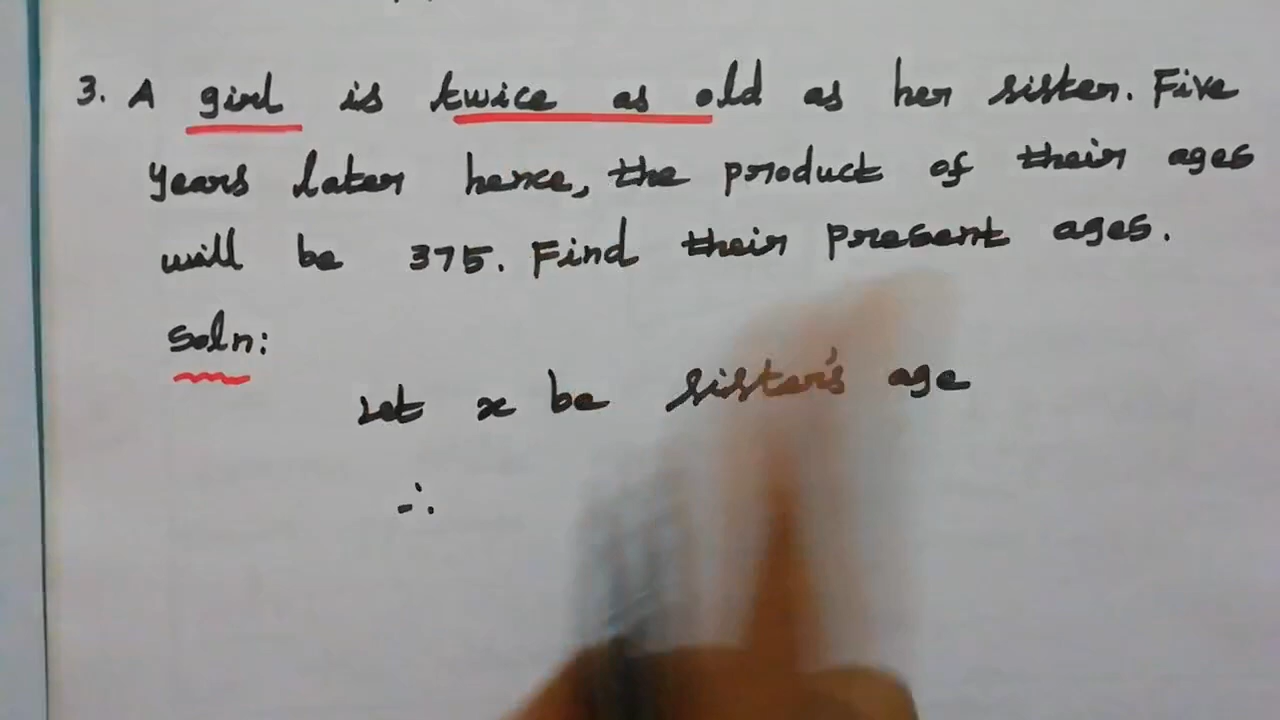 3. A girl is twice as old as her sister. Five
years later hence, the product of their ages
will be 375. Find their present ages.
Soln:
Let x be sister's age
∴